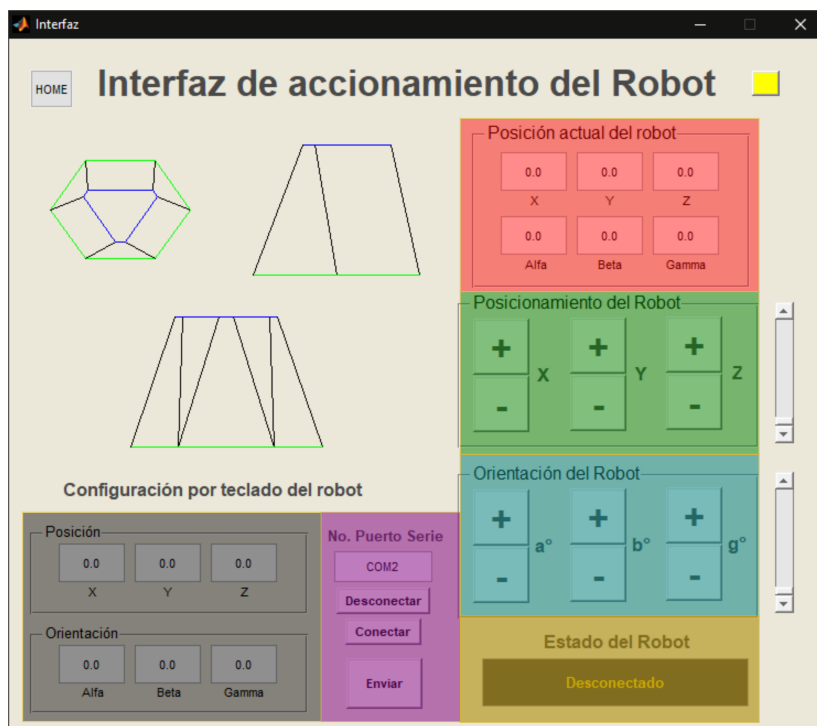 Interfaz
HOME
Interfaz de accionamiento del Robot
Posición actual del robot
0.0 0.0 0.0
X Y Z
0.0 0.0 0.0
Alfa Beta Gamma
Posicionamiento del Robot
+ + +
X Y Z
- - -
Orientación del Robot
+ + +
a° b° g°
- - -
Configuración por teclado del robot
Posición
0.0 0.0 0.0
X Y Z
Orientación
0.0 0.0 0.0
Alfa Beta Gamma
No. Puerto Serie
COM2
Desconectar
Conectar
Enviar
Estado del Robot
Desconectado